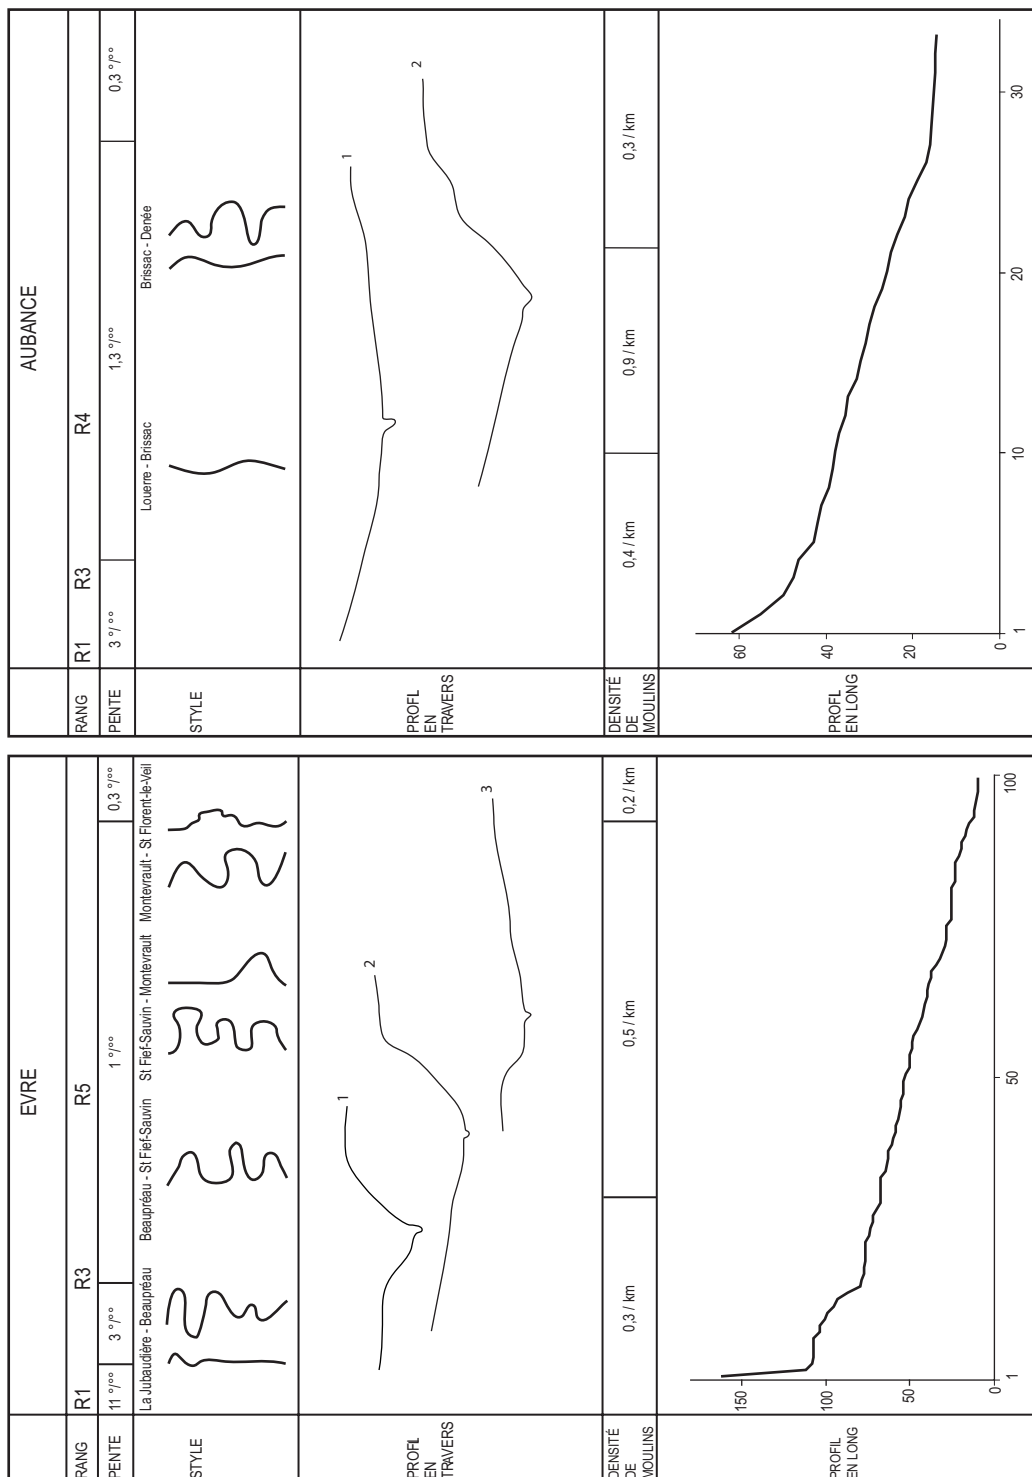 EVRE
RANG
R1
R3
R5
PENTE
11 °/°°
3 °/°°
1 °/°°
0,3 °/°°
STYLE
La Jubaudière - Beaupréau
Beaupréau - St Fief-Sauvin
St Fief-Sauvin - Montevrault
Montevrault - St Florent-le-Veil
PROFL
EN
TRAVERS
1
2
3
DENSITÉ
DE
MOULINS
0,3 / km
0,5 / km
0,2 / km
PROFIL
EN LONG
150
100
50
0
1
50
100
AUBANCE
RANG
R1
R3
R4
PENTE
3 °/°°
1,3 °/°°
0,3 °/°°
STYLE
Louerre - Brissac
Brissac - Denée
PROFL
EN
TRAVERS
1
2
DENSITÉ
DE
MOULINS
0,4 / km
0,9 / km
0,3 / km
PROFL
EN LONG
60
40
20
0
1
10
20
30